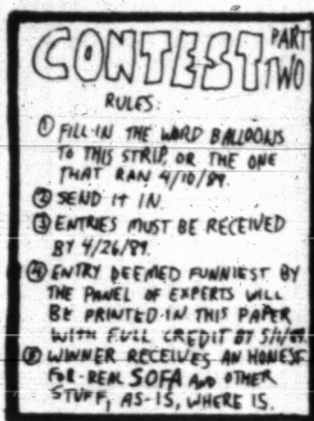 CONTEST PART TWO
RULES:
① FILL-IN THE WORD BALLOONS
TO THIS STRIP, OR THE ONE
THAT RAN 4/10/89.
② SEND IT IN.
③ ENTRIES MUST BE RECEIVED
BY 4/26/89.
④ ENTRY DEEMED FUNNIEST BY
THE PANEL OF EXPERTS WILL
BE PRINTED IN THIS PAPER
WITH FULL CREDIT BY
⑤ WINNER RECEIVES AN HONEST
FOR-REAL SOFA AND OTHER
STUFF, AS-IS, WHERE IS.